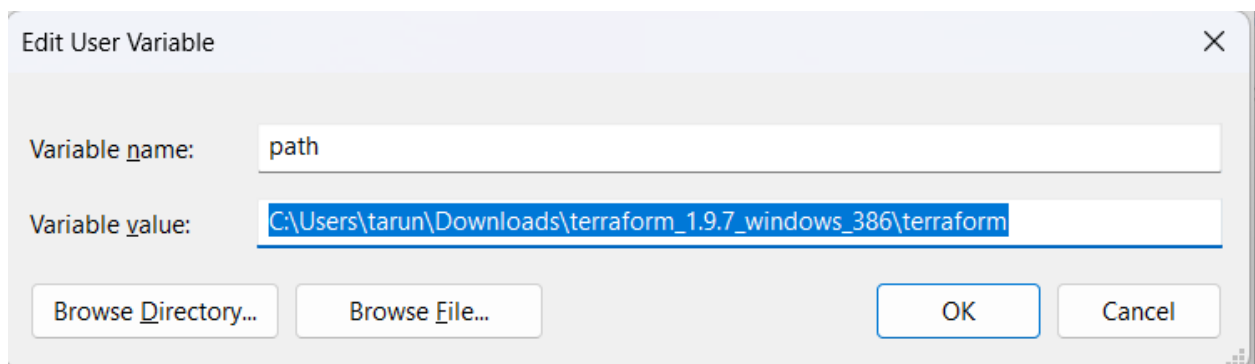 Edit User Variable
Variable name: path
Variable value: C:\Users\tarun\Downloads\terraform_1.9.7_windows_386\terraform
Browse Directory... Browse File... OK Cancel